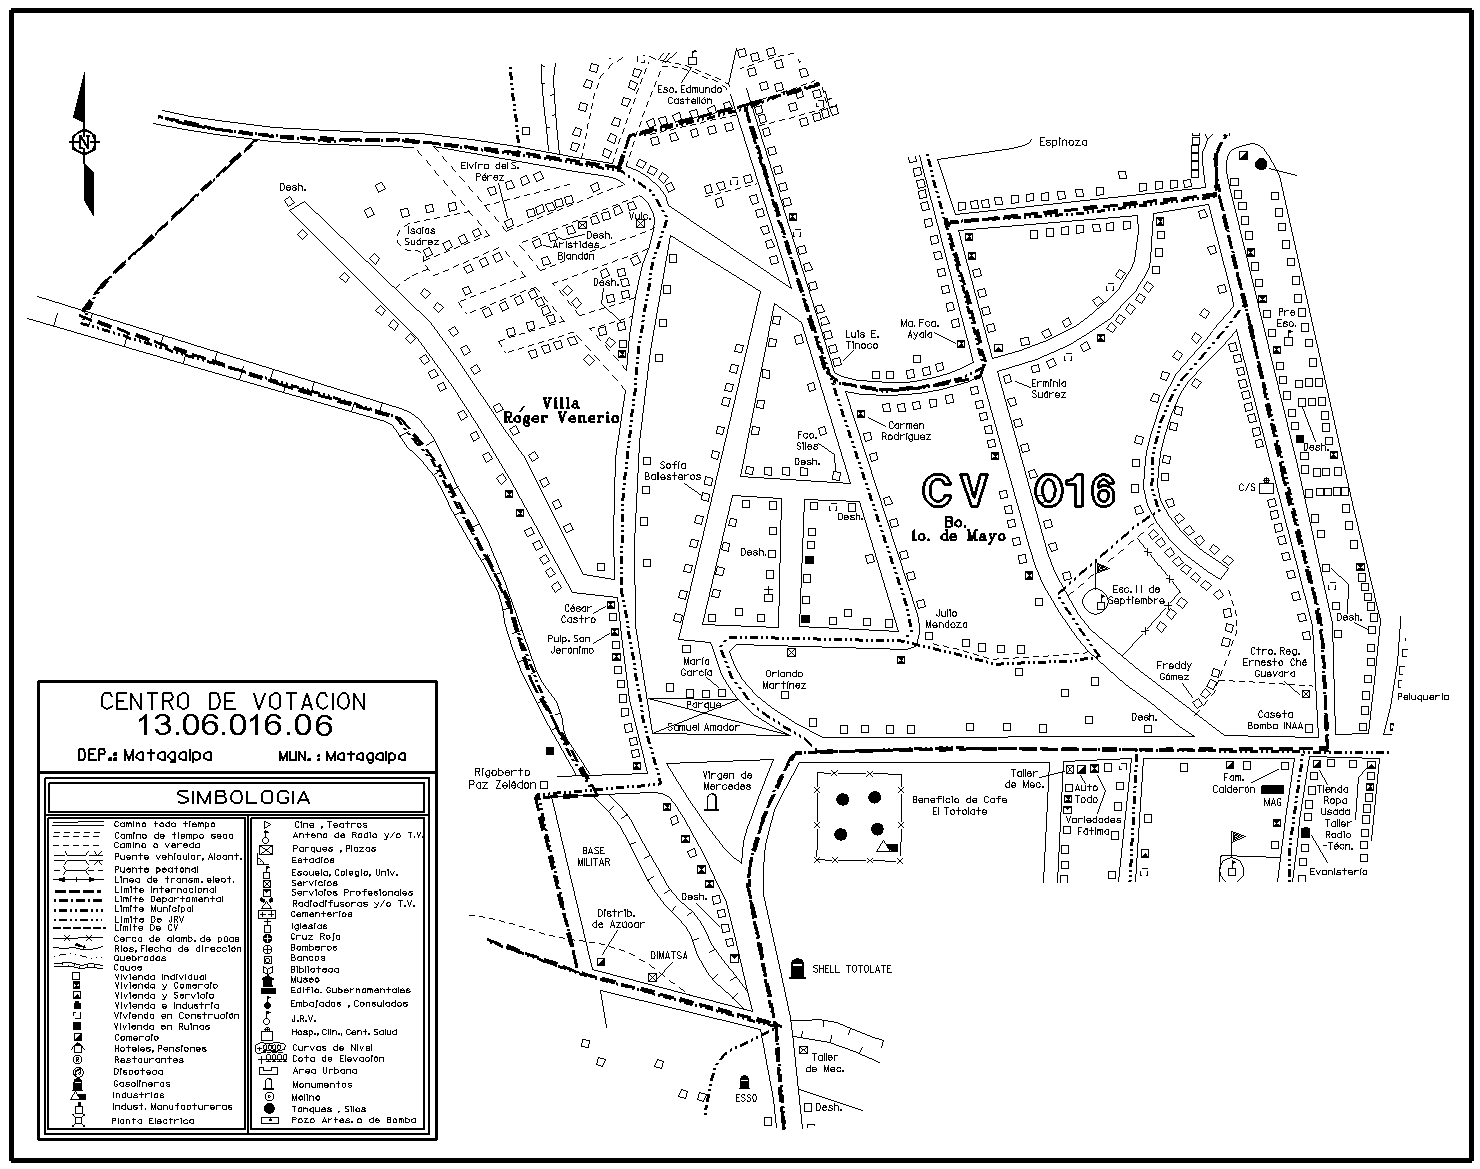 Eso. Edmundo
Castellón
Espinoza
Elvira del S.
Pérez
Desh.
Vulc.
Isaías
Suárez
Desh.
Arístides
Blandón
Desh.
Pre
Esc.
Luis E.
Tinoco
Ma. Fca.
Ayala
Erminia
Suárez
Villa
Róger Venerio
Carmen
Rodríguez
Fco.
Siles
Desh.
Desh.
Sofía
Balesteros
C/S
CV 016
Bo.
1o. de Mayo
Desh.
Desh.
Esc. 11 de
Septiembre
César
Castro
Pulp. San
Jerónimo
Julio
Mendoza
Desh.
Ctro. Reg.
Ernesto Ché
Guevara
María
García
Orlando
Martínez
Freddy
Gómez
Peluquería
Parque
Samuel Amador
Desh.
Caseta
Bomba INAA
CENTRO DE VOTACION
13.06.016.06
DEP.: Matagalpa
MUN. : Matagalpa
Rigoberto
Paz Zeledón
Virgen de
Mercedes
Beneficio de Cafe
El Totolate
Taller
de Mec.
Auto
Todo
Variedades
Fátima
Fam.
Calderón
MAG
Tienda
Ropa
Usada
Taller
Radio
-Técn.
Evanistería
BASE
MILITAR
Desh.
Distrib.
de Azúcar
DIMATSA
SHELL TOTOLATE
Taller
de Mec.
ESSO
Desh.
SIMBOLOGIA
Camino todo tiempo
Camino de tiempo seco
Camino o vereda
Puente vehicular, Alcant.
Puente peatonal
Línea de transm. elect.
Límite Internacional
Límite Departamental
Límite Municipal
Límite De JRV
Límite De CV
Cerca de alamb. de púas
Ríos, Flecha de dirección
Quebradas
Cauce
Vivienda Individual
Vivienda y Comercio
Vivienda y Servicio
Vivienda e Industria
Vivienda en Construcción
Vivienda en Ruinas
Comercio
Hoteles, Pensiones
Restaurantes
Discoteca
Gasolineras
Industrias
Indust. Manufactureras
Planta Electrica
Cine , Teatros
Antena de Radio y/o T.V.
Parques , Plazas
Estadios
Escuela, Colegio, Univ.
Servicios
Servicios Profesionales
Radiodifusoras y/o T.V.
Cementerios
Iglesias
Cruz Roja
Bomberos
Bancos
Biblioteca
Museo
Edific. Gubernamentales
Embajadas , Consulados
J.R.V.
Hosp., Clin., Cent. Salud
Curvas de Nivel
Cota de Elevación
Area Urbana
Monumentos
Molino
Tanques , Silos
Pozo Artes. o de Bomba